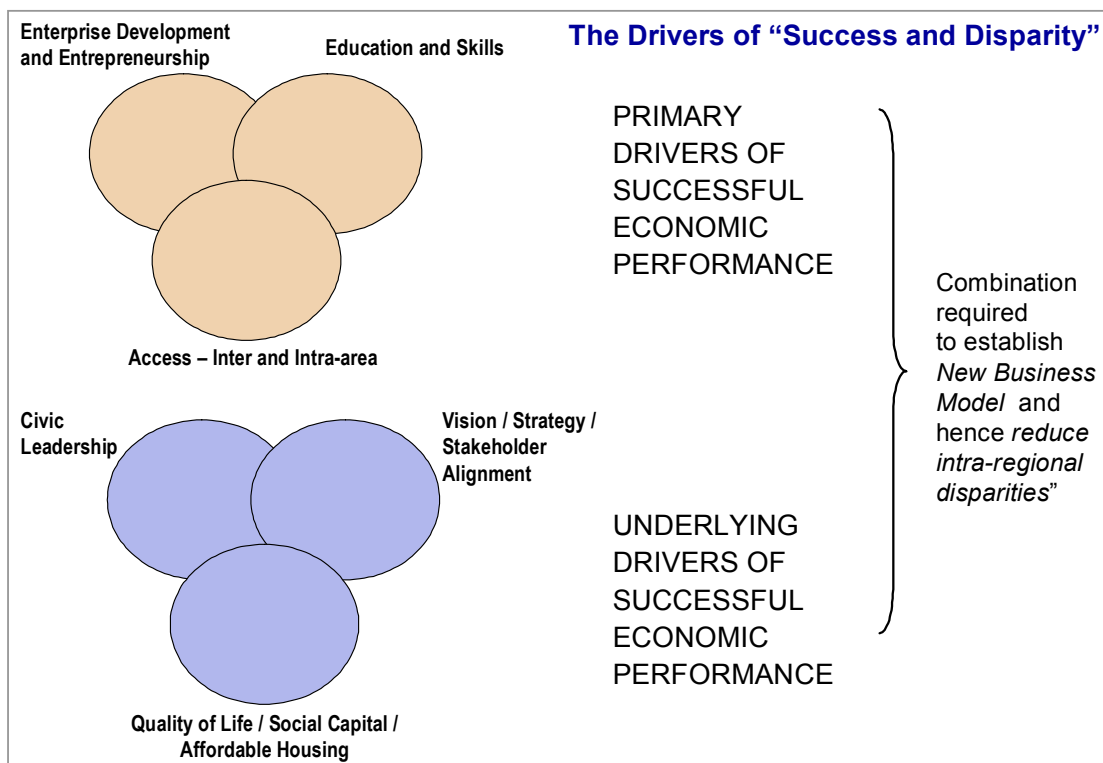 Enterprise Development
and Entrepreneurship
Education and Skills
The Drivers of “Success and Disparity”
PRIMARY
DRIVERS OF
SUCCESSFUL
ECONOMIC
PERFORMANCE
Access – Inter and Intra-area
Combination
required
to establish
New Business
Model and
hence reduce
intra-regional
disparities”
Civic
Leadership
Vision / Strategy /
Stakeholder
Alignment
UNDERLYING
DRIVERS OF
SUCCESSFUL
ECONOMIC
PERFORMANCE
Quality of Life / Social Capital /
Affordable Housing